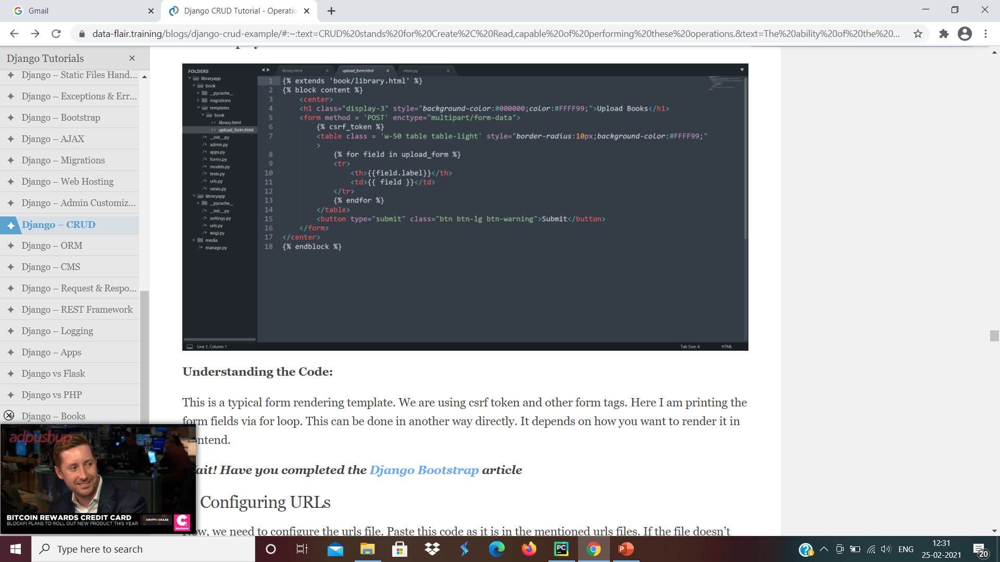 Gmail
Django CRUD Tutorial - Operatio
data-flair.training/blogs/django-crud-example/#:~:text=CRUD%20stands%20for%20Create%2C%20Read,capable%20of%20performing%20these%20operations.&text=The%20ability%20of%20the%20...
Django Tutorials
Django – Static Files Hand...
Django – Exceptions & Err...
Django – Bootstrap
Django – AJAX
Django – Migrations
Django – Web Hosting
Django – Admin Customiz...
Django – CRUD
Django – ORM
Django – CMS
Django – Request & Respo...
Django – REST Framework
Django – Logging
Django – Apps
Django vs Flask
Django vs PHP
Django – Books
FOLDERS
libraryapp
book
__pycache__
migrations
templates
book
library.html
upload_form.html
__init__.py
admin.py
apps.py
forms.py
models.py
tests.py
urls.py
views.py
libraryapp
__pycache__
__init__.py
settings.py
urls.py
wsgi.py
media
manage.py
library.html
upload_form.html
views.py
1 {% extends 'book/library.html' %}
2 {% block content %}
3 <center>
4 <h1 class="display-3" style="background-color:#000000;color:#FFFF99;">Upload Books</h1>
5 <form method = 'POST' enctype="multipart/form-data">
6 {% csrf_token %}
7 <table class = 'w-50 table table-light' style="border-radius:10px;background-color:#FFFF99;"
>
8 {% for field in upload_form %}
9 <tr>
10 <th>{{field.label}}</th>
11 <td>{{ field }}</td>
12 </tr>
13 {% endfor %}
14 </table>
15 <button type="submit" class="btn btn-lg btn-warning">Submit</button>
16 </form>
17 </center>
18 {% endblock %}
Line 1, Column 1
Tab Size: 4
HTML
Understanding the Code:
This is a typical form rendering template. We are using csrf token and other form tags. Here I am printing the
form fields via for loop. This can be done in another way directly. It depends on how you want to render it in
ntend.
ait! Have you completed the Django Bootstrap article
Configuring URLs
ow, we need to configure the urls file. Paste this code as it is in the mentioned urls files. If the file doesn't
adpushup
BITCOIN REWARDS CREDIT CARD
BLOCKFI PLANS TO ROLL OUT NEW PRODUCT THIS YEAR
CRYPTOCRAZE
C.
business
Type here to search
PC
P
ENG
12:31
25-02-2021
20